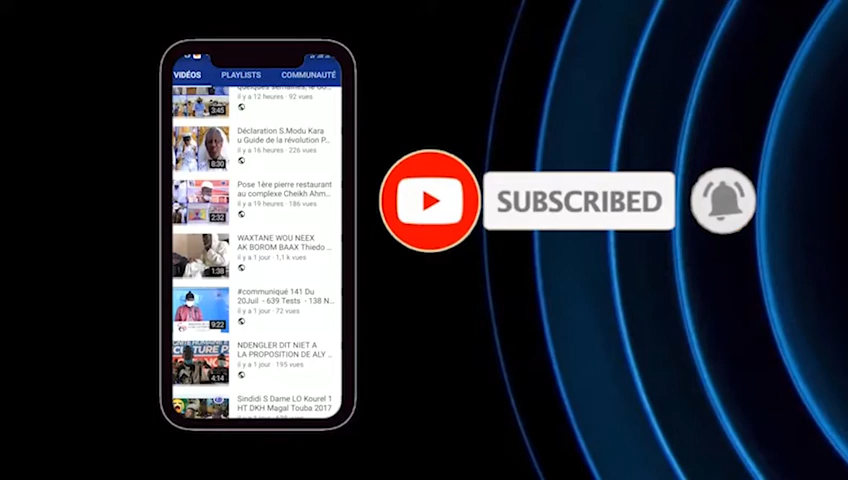 VIDÉOS PLAYLISTS COMMUNAUTÉ
quelques semaines, le Go...
il y a 12 heures · 92 vues
3:45
Déclaration S.Modu Kara
u Guide de la révolution P...
il y a 16 heures · 226 vues
8:30
Pose 1ère pierre restaurant
au complexe Cheikh Ahm...
il y a 19 heures · 186 vues
2:32
WAXTANE WOU NEEX
AK BOROM BAAX Thiedo ...
il y a 1 jour · 1,1 k vues
1:38
#communiqué 141 Du
20Juil - 639 Tests - 138 N...
il y a 1 jour · 72 vues
9:22
NDENGLER DIT NIET A
LA PROPOSITION DE ALY ...
il y a 1 jour · 195 vues
4:14
Sindidi S Dame LO Kourel 1
HT DKH Magal Touba 2017
SUBSCRIBED